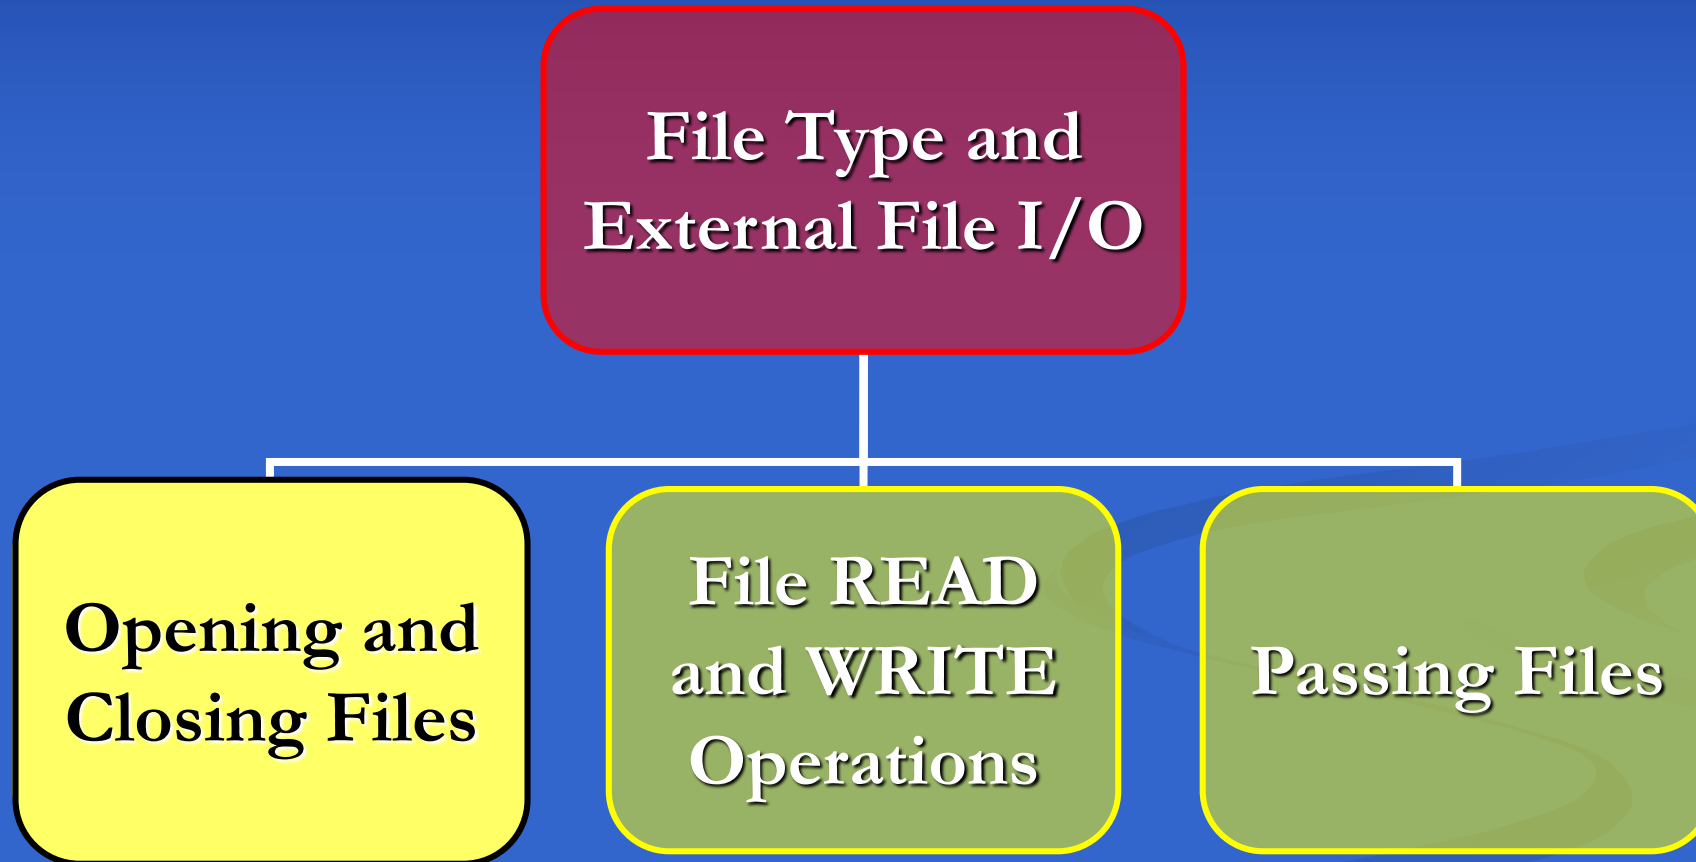 File Type and
External File I/O
Opening and
Closing Files
File READ
and WRITE
Operations
Passing Files